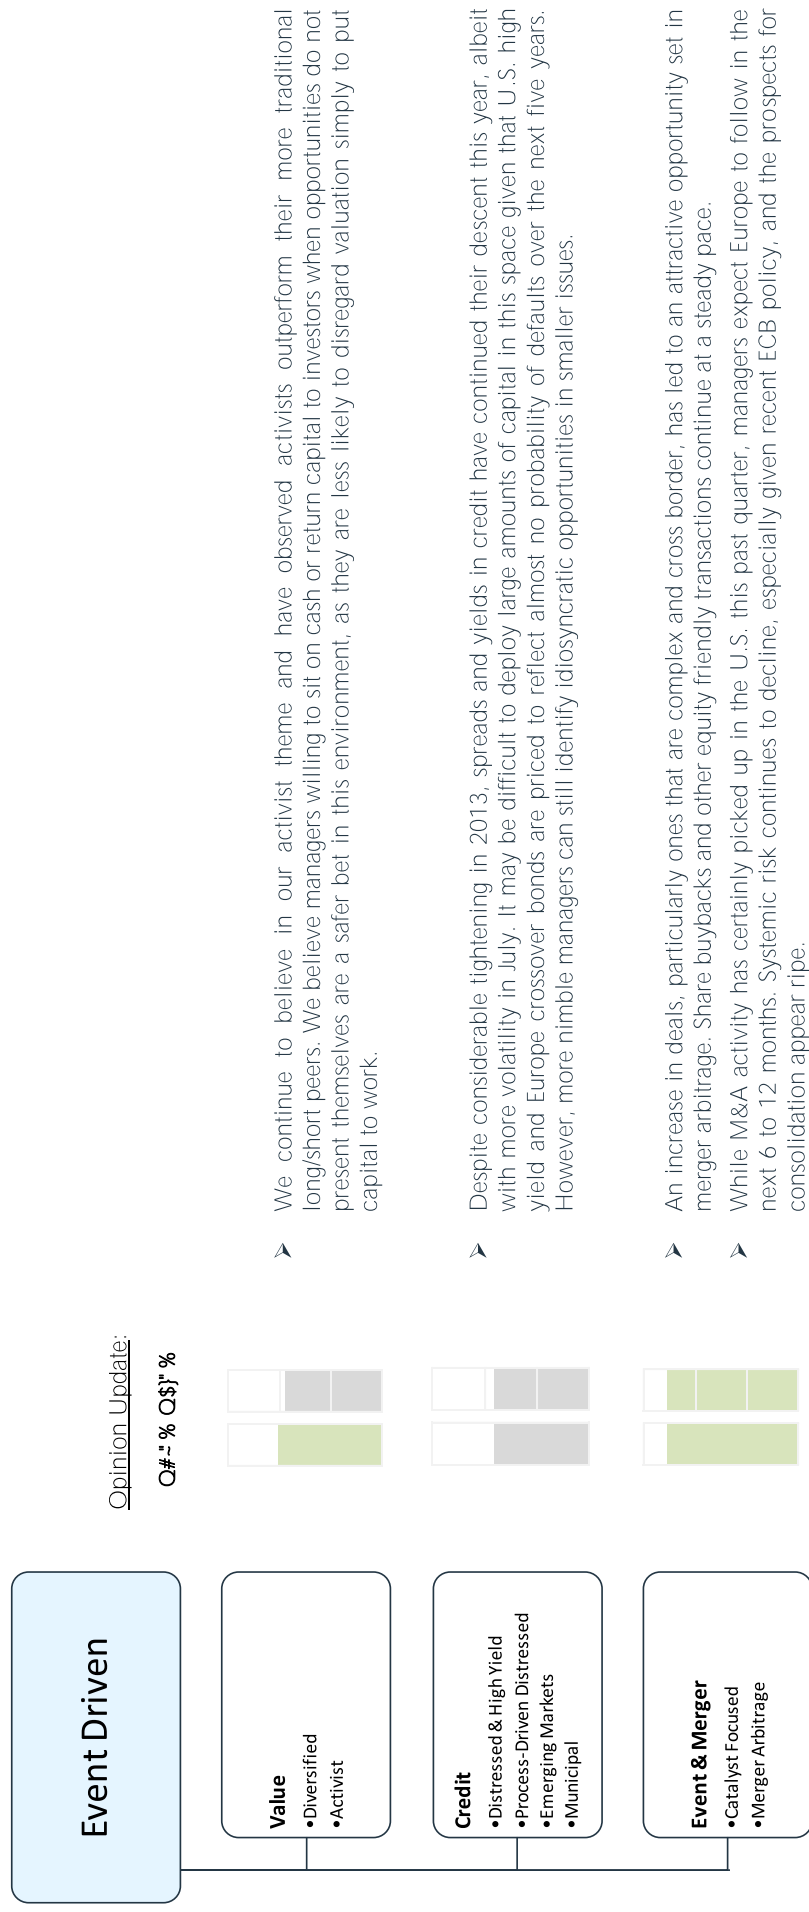 Event Driven
Opinion Update:
Q#~" % Q$}" %
Value
•Diversified
•Activist
➢ We continue to believe in our activist theme and have observed activists outperform their more traditional
long/short peers. We believe managers willing to sit on cash or return capital to investors when opportunities do not
present themselves are a safer bet in this environment, as they are less likely to disregard valuation simply to put
capital to work.
Credit
•Distressed & High Yield
•Process-Driven Distressed
•Emerging Markets
•Municipal
➢ Despite considerable tightening in 2013, spreads and yields in credit have continued their descent this year, albeit
with more volatility in July. It may be difficult to deploy large amounts of capital in this space given that U.S. high
yield and Europe crossover bonds are priced to reflect almost no probability of defaults over the next five years.
However, more nimble managers can still identify idiosyncratic opportunities in smaller issues.
Event & Merger
•Catalyst Focused
•Merger Arbitrage
➢ An increase in deals, particularly ones that are complex and cross border, has led to an attractive opportunity set in
merger arbitrage. Share buybacks and other equity friendly transactions continue at a steady pace.
➢ While M&A activity has certainly picked up in the U.S. this past quarter, managers expect Europe to follow in the
next 6 to 12 months. Systemic risk continues to decline, especially given recent ECB policy, and the prospects for
consolidation appear ripe.